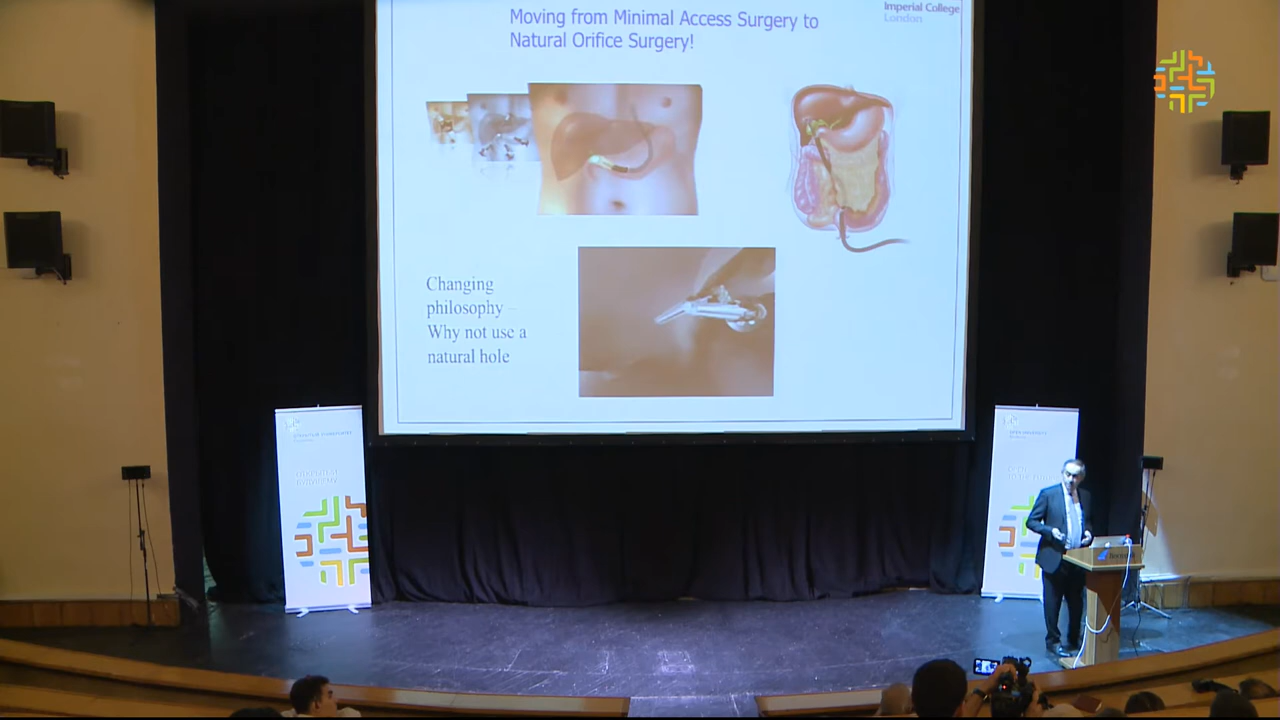 Moving from Minimal Access Surgery to
Natural Orifice Surgery!
Imperial College
London
Changing
philosophy –
Why not use a
natural hole